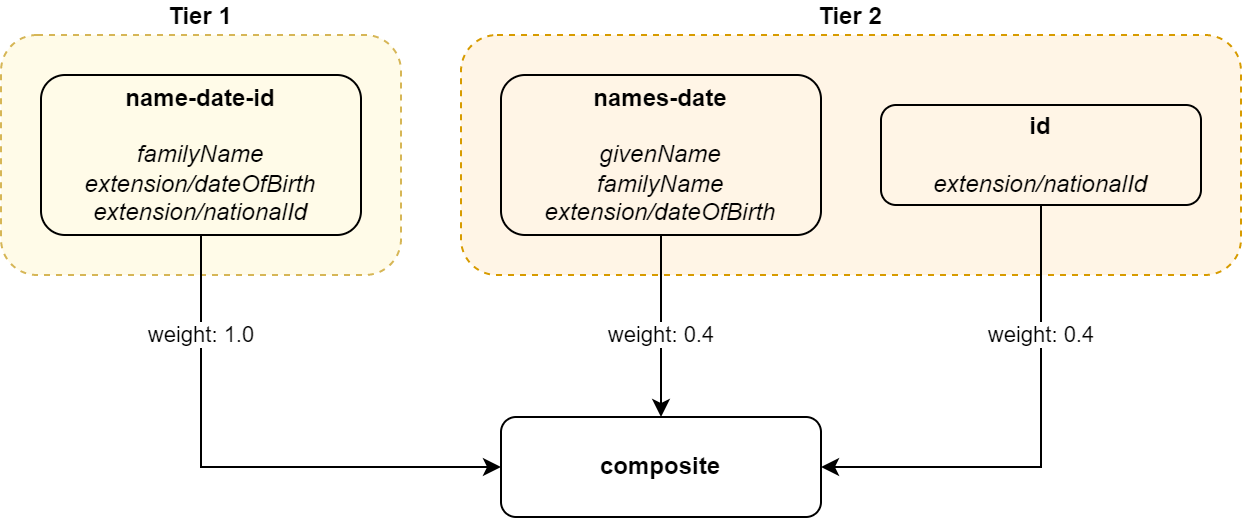 Tier 1
name-date-id
familyName
extension/dateOfBirth
extension/nationalId
weight: 1.0
Tier 2
names-date
givenName
familyName
extension/dateOfBirth
weight: 0.4
id
extension/nationalId
weight: 0.4
composite